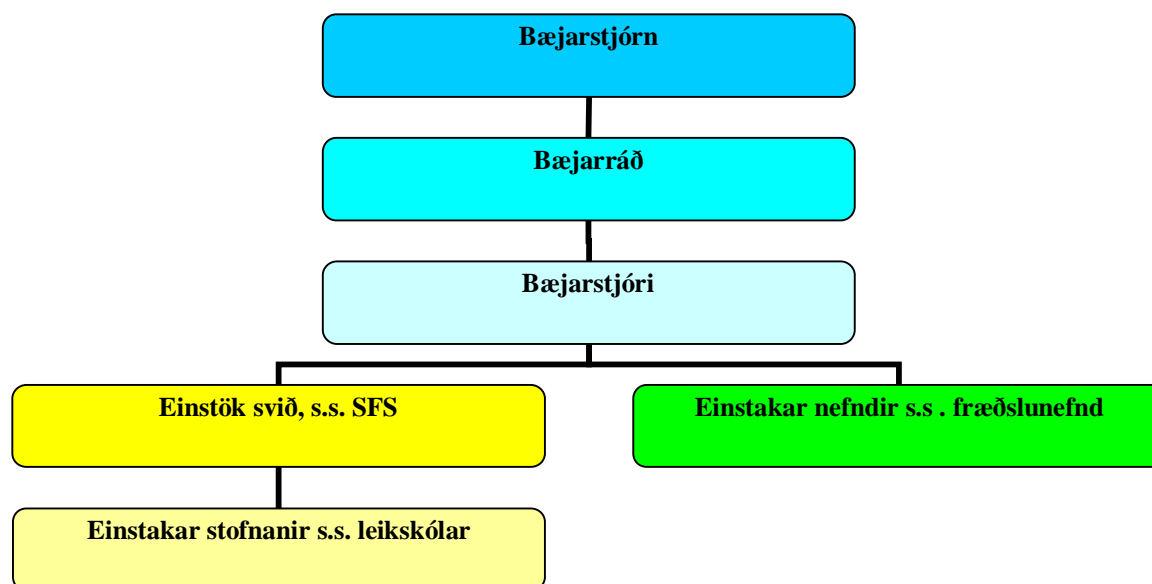 Bæjarstjórn
Bæjarráð
Bæjarstjóri
Einstök svið, s.s. SFS
Einstakar nefndir s.s . fræðslunefnd
Einstakar stofnanir s.s. leikskólar